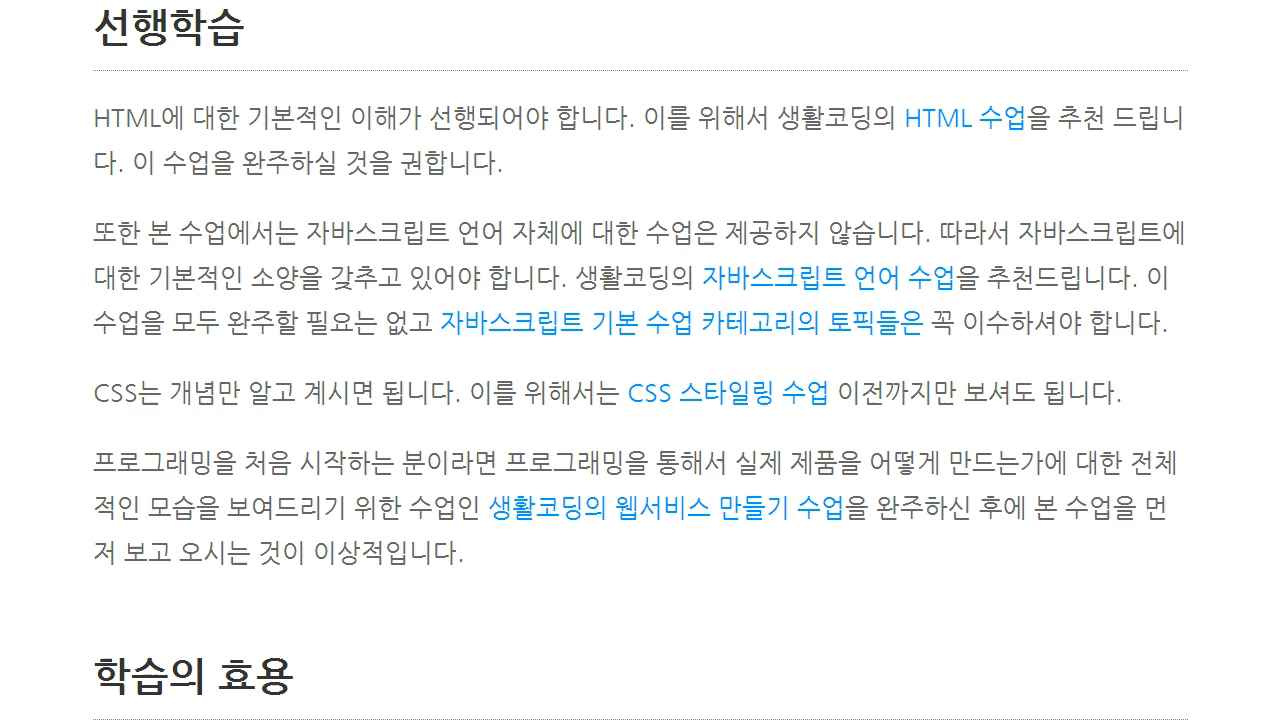 선행학습
HTML에 대한 기본적인 이해가 선행되어야 합니다. 이를 위해서 생활코딩의 HTML 수업을 추천 드립니
다. 이 수업을 완주하실 것을 권합니다.
또한 본 수업에서는 자바스크립트 언어 자체에 대한 수업은 제공하지 않습니다. 따라서 자바스크립트에
대한 기본적인 소양을 갖추고 있어야 합니다. 생활코딩의 자바스크립트 언어 수업을 추천드립니다. 이
수업을 모두 완주할 필요는 없고 자바스크립트 기본 수업 카테고리의 토픽들은 꼭 이수하셔야 합니다.
CSS는 개념만 알고 계시면 됩니다. 이를 위해서는 CSS 스타일링 수업 이전까지만 보셔도 됩니다.
프로그래밍을 처음 시작하는 분이라면 프로그래밍을 통해서 실제 제품을 어떻게 만드는가에 대한 전체
적인 모습을 보여드리기 위한 수업인 생활코딩의 웹서비스 만들기 수업을 완주하신 후에 본 수업을 먼
저 보고 오시는 것이 이상적입니다.
학습의 효용